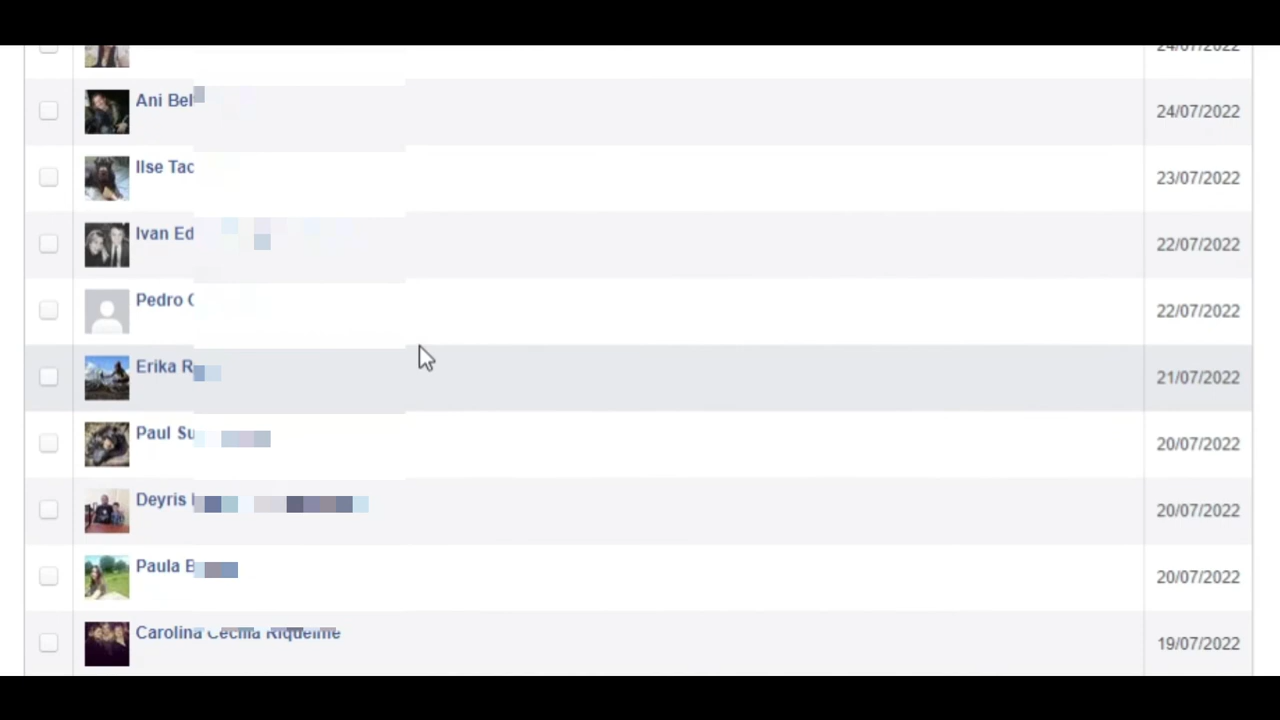 24/07/2022
Ani Bel
24/07/2022
Ilse Tac
23/07/2022
Ivan Ed
22/07/2022
Pedro
22/07/2022
Erika R
21/07/2022
Paul Su
20/07/2022
Deyris
20/07/2022
Paula B
20/07/2022
Carolina Cecilia Riquelme
19/07/2022